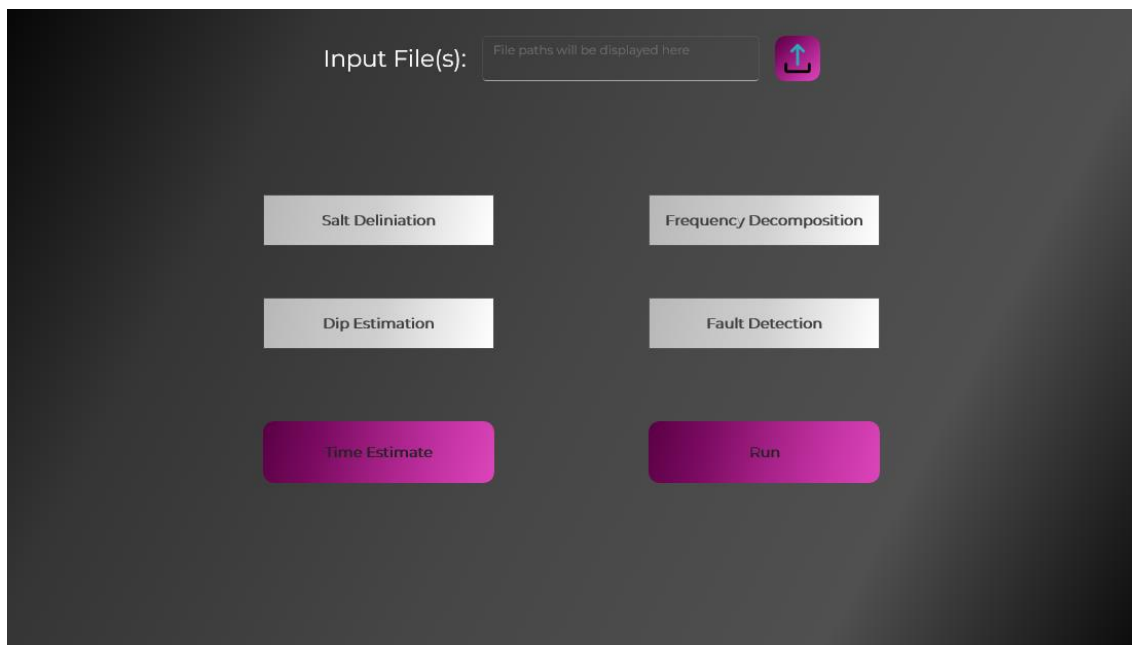 Input File(s):
File paths will be displayed here
Salt Deliniation
Frequency Decomposition
Dip Estimation
Fault Detection
Time Estimate
Run